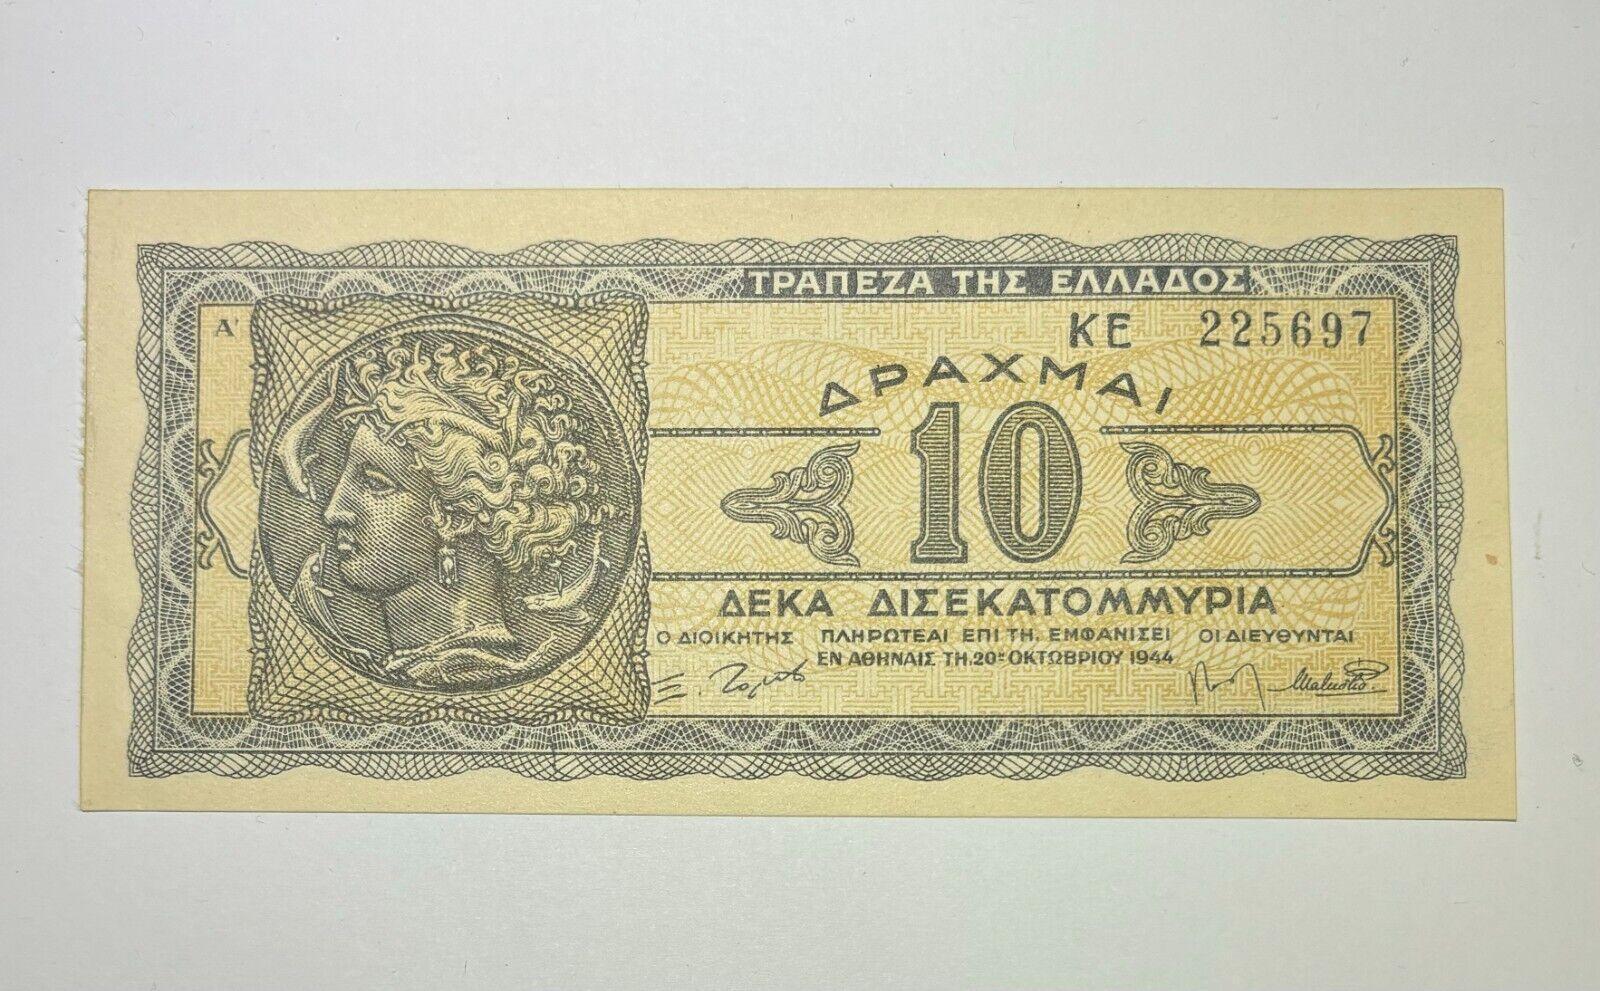 ΤΡΑΠΕΖΑ ΤΗΣ ΕΛΛΑΔΟΣ
Α'
ΚΕ 225697
ΔΡΑΧΜΑΙ
10
ΔΕΚΑ ΔΙΣΕΚΑΤΟΜΜΥΡΙΑ
Ο ΔΙΟΙΚΗΤΗΣ ΠΛΗΡΩΤΕΑΙ ΕΠΙ ΤΗ. ΕΜΦΑΝΙΣΕΙ ΟΙ ΔΙΕΥΘΥΝΤΑΙ
ΕΝ ΑΘΗΝΑΙΣ ΤΗ. 20ῌ ΟΚΤΩΒΡΙΟΥ 1944